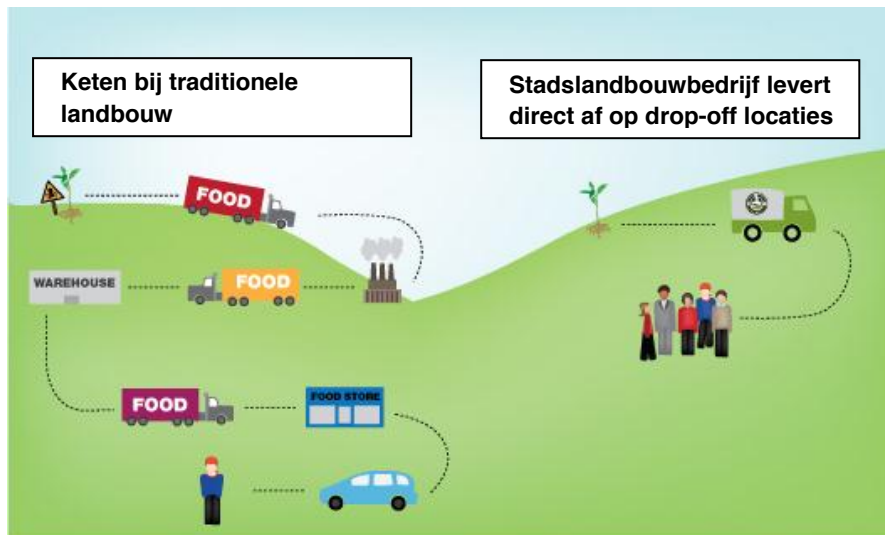 Keten bij traditionele
landbouw
Stadslandbouwbedrijf levert
direct af op drop-off locaties
FOOD
WAREHOUSE
FOOD
FOOD
FOOD STORE